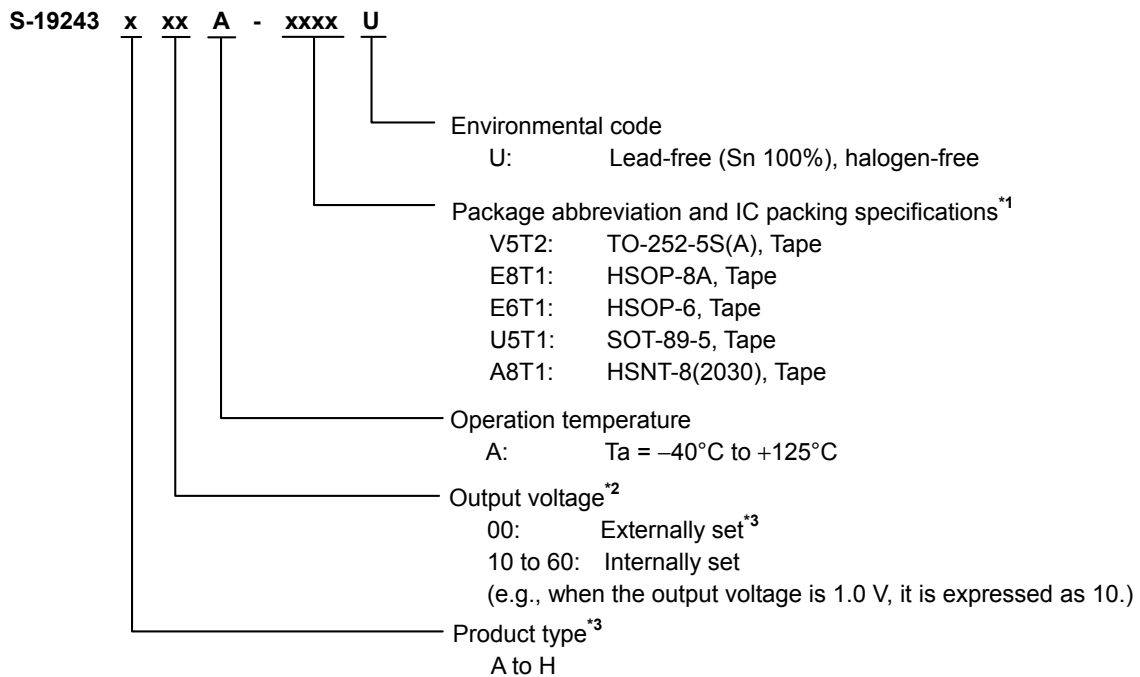 S-19243 x xx A - xxxx U
Environmental code
U: Lead-free (Sn 100%), halogen-free
Package abbreviation and IC packing specifications*1
V5T2: TO-252-5S(A), Tape
E8T1: HSOP-8A, Tape
E6T1: HSOP-6, Tape
U5T1: SOT-89-5, Tape
A8T1: HSNT-8(2030), Tape
Operation temperature
A: Ta = −40°C to +125°C
Output voltage*2
00: Externally set*3
10 to 60: Internally set
(e.g., when the output voltage is 1.0 V, it is expressed as 10.)
Product type*3
A to H